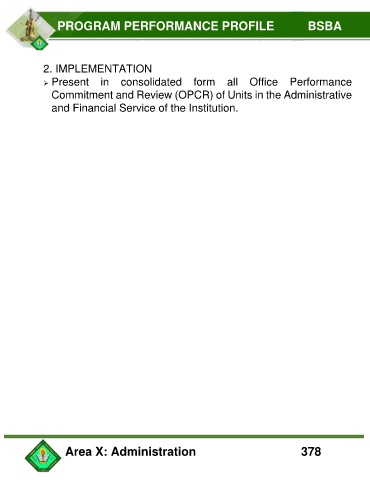 PROGRAM PERFORMANCE PROFILE BSBA
2. IMPLEMENTATION
➢ Present in consolidated form all Office Performance
Commitment and Review (OPCR) of Units in the Administrative
and Financial Service of the Institution.
Area X: Administration 378